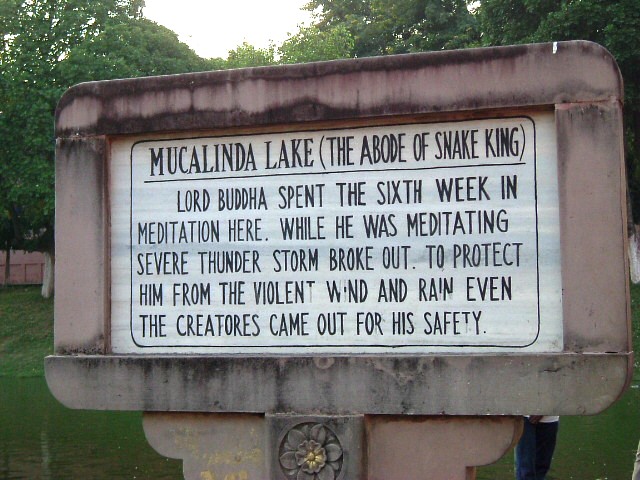 MUCALINDA LAKE (THE ABODE OF SNAKE KING)
LORD BUDDHA SPENT THE SIXTH WEEK IN
MEDITATION HERE. WHILE HE WAS MEDITATING
SEVERE THUNDER STORM BROKE OUT. TO PROTECT
HIM FROM THE VIOLENT WIND AND RAIN EVEN
THE CREATORES CAME OUT FOR HIS SAFETY.